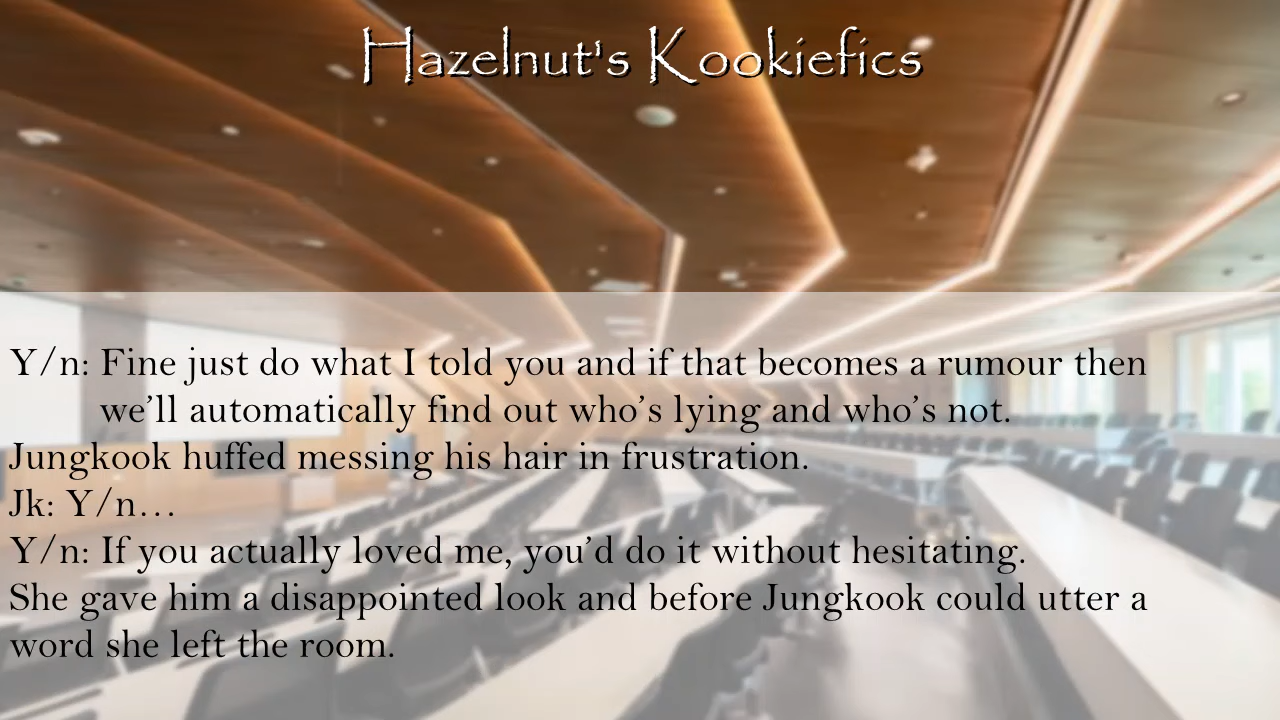 Hazelnut's Kookiefics
Y/n: Fine just do what I told you and if that becomes a rumour then
we’ll automatically find out who’s lying and who’s not.
Jungkook huffed messing his hair in frustration.
Jk: Y/n…
Y/n: If you actually loved me, you’d do it without hesitating.
She gave him a disappointed look and before Jungkook could utter a
word she left the room.